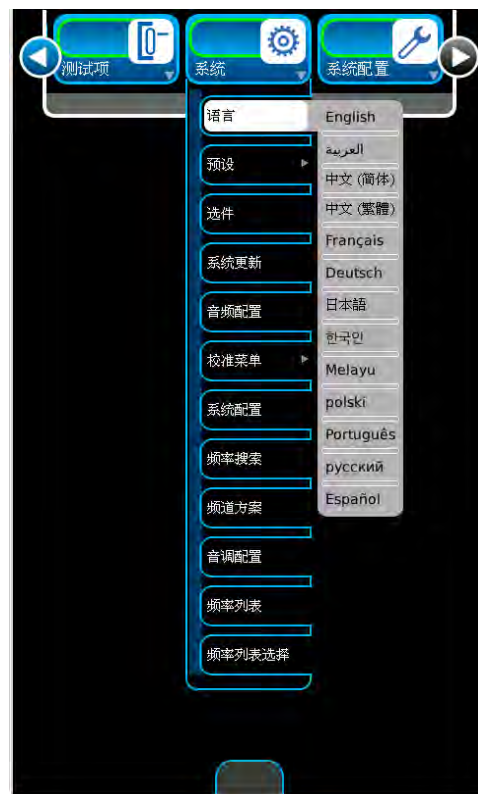 测试项
系统
系统配置
语言
预设
选件
系统更新
音频配置
校准菜单
系统配置
频率搜索
频道方案
音调配置
频率列表
频率列表选择
English
العربية
中文 (简体)
中文 (繁體)
Français
Deutsch
日本語
한국인
Melayu
polski
Português
русский
Español